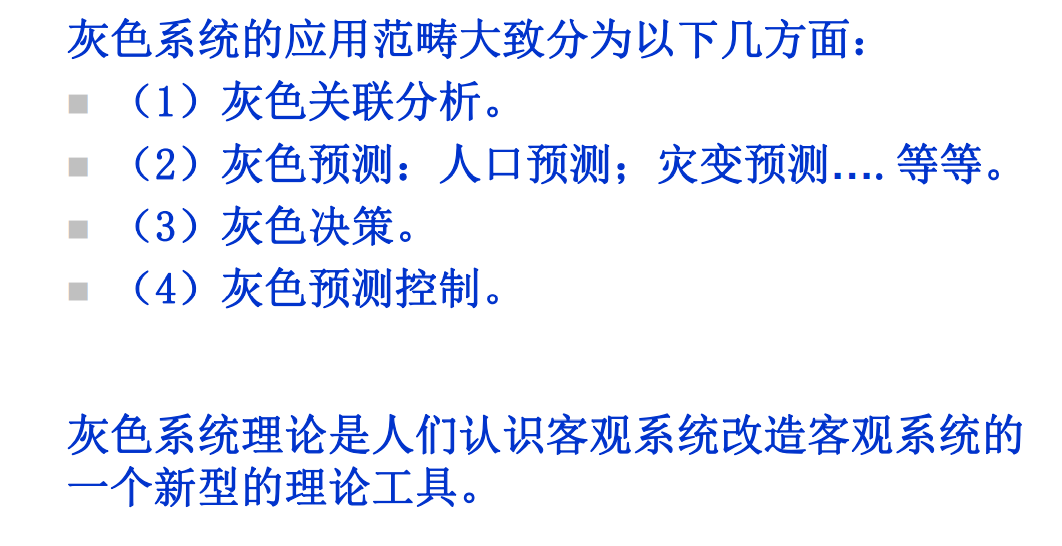 灰色系统的应用范畴大致分为以下几方面：
（1）灰色关联分析。
（2）灰色预测：人口预测；灾变预测....等等。
（3）灰色决策。
（4）灰色预测控制。
灰色系统理论是人们认识客观系统改造客观系统的
一个新型的理论工具。